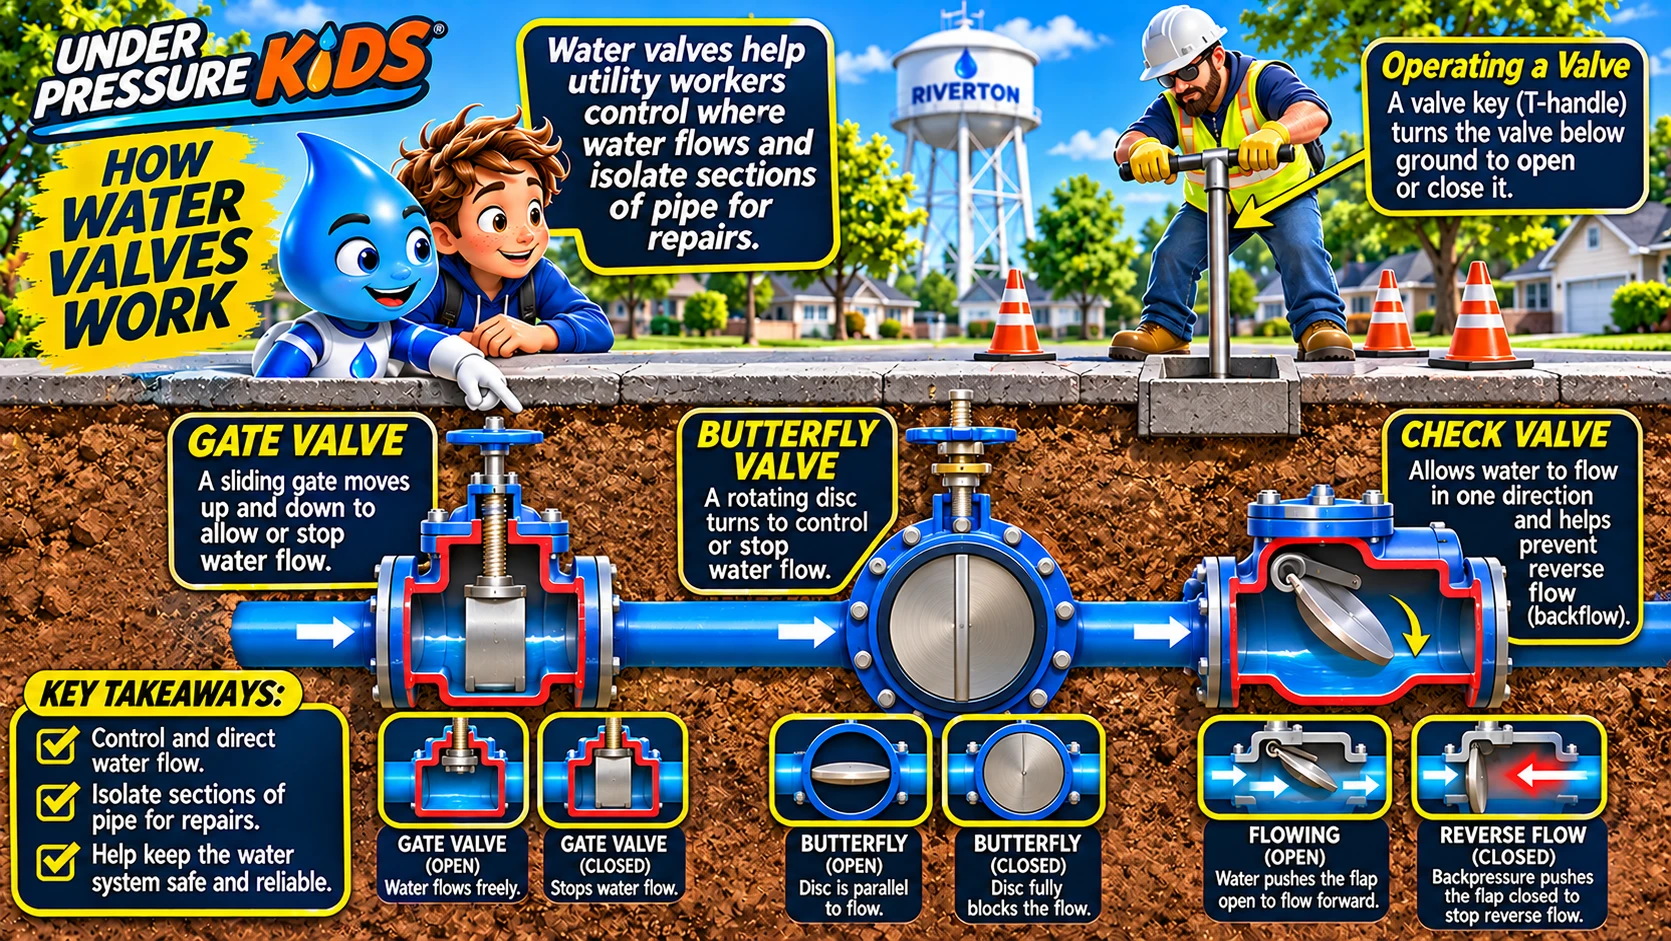 UNDER
PRESSURE KiDS®
HOW
WATER
VALVES
WORK
Water valves help
utility workers
control where
water flows and
isolate sections
of pipe for
repairs.
RIVERTON
Operating a Valve
A valve key (T-handle)
turns the valve below
ground to open
or close it.
GATE VALVE
A sliding gate moves
up and down to
allow or stop
water flow.
BUTTERFLY
VALVE
A rotating disc
turns to control
or stop
water flow.
CHECK VALVE
Allows water to flow
in one direction
and helps
prevent
reverse
flow
(backflow).
KEY TAKEAWAYS:
Control and direct
water flow.
Isolate sections of
pipe for repairs.
Help keep the water
system safe and reliable.
GATE VALVE
(OPEN)
Water flows freely.
GATE VALVE
(CLOSED)
Stops water flow.
BUTTERFLY
(OPEN)
Disc is parallel
to flow.
BUTTERFLY
(CLOSED)
Disc fully
blocks the flow.
FLOWING
(OPEN)
Water pushes the flap
open to flow forward.
REVERSE FLOW
(CLOSED)
Backpressure pushes
the flap closed to
stop reverse flow.